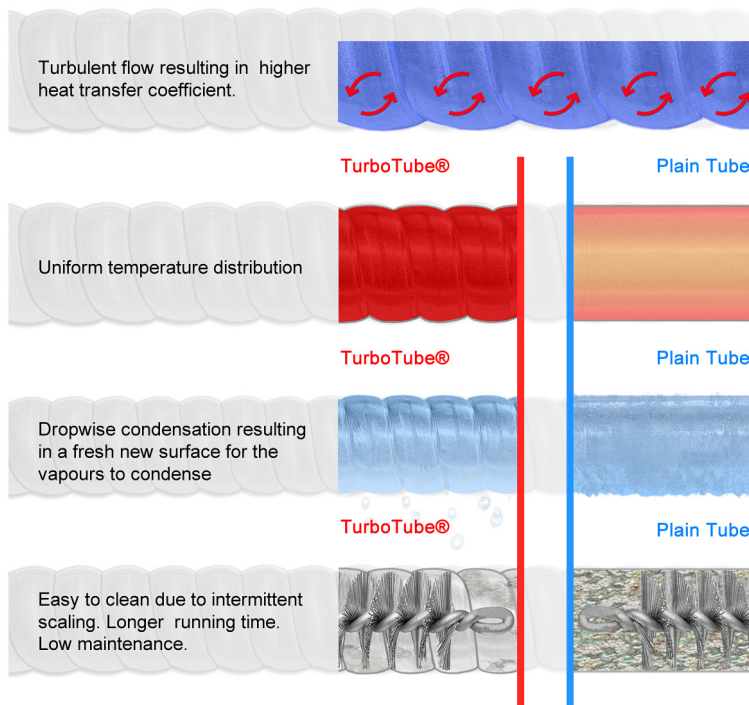 Turbulent flow resulting in higher
heat transfer coefficient.
TurboTube® Plain Tube
Uniform temperature distribution
TurboTube® Plain Tube
Dropwise condensation resulting
in a fresh new surface for the
vapours to condense
TurboTube® Plain Tube
Easy to clean due to intermittent
scaling. Longer running time.
Low maintenance.